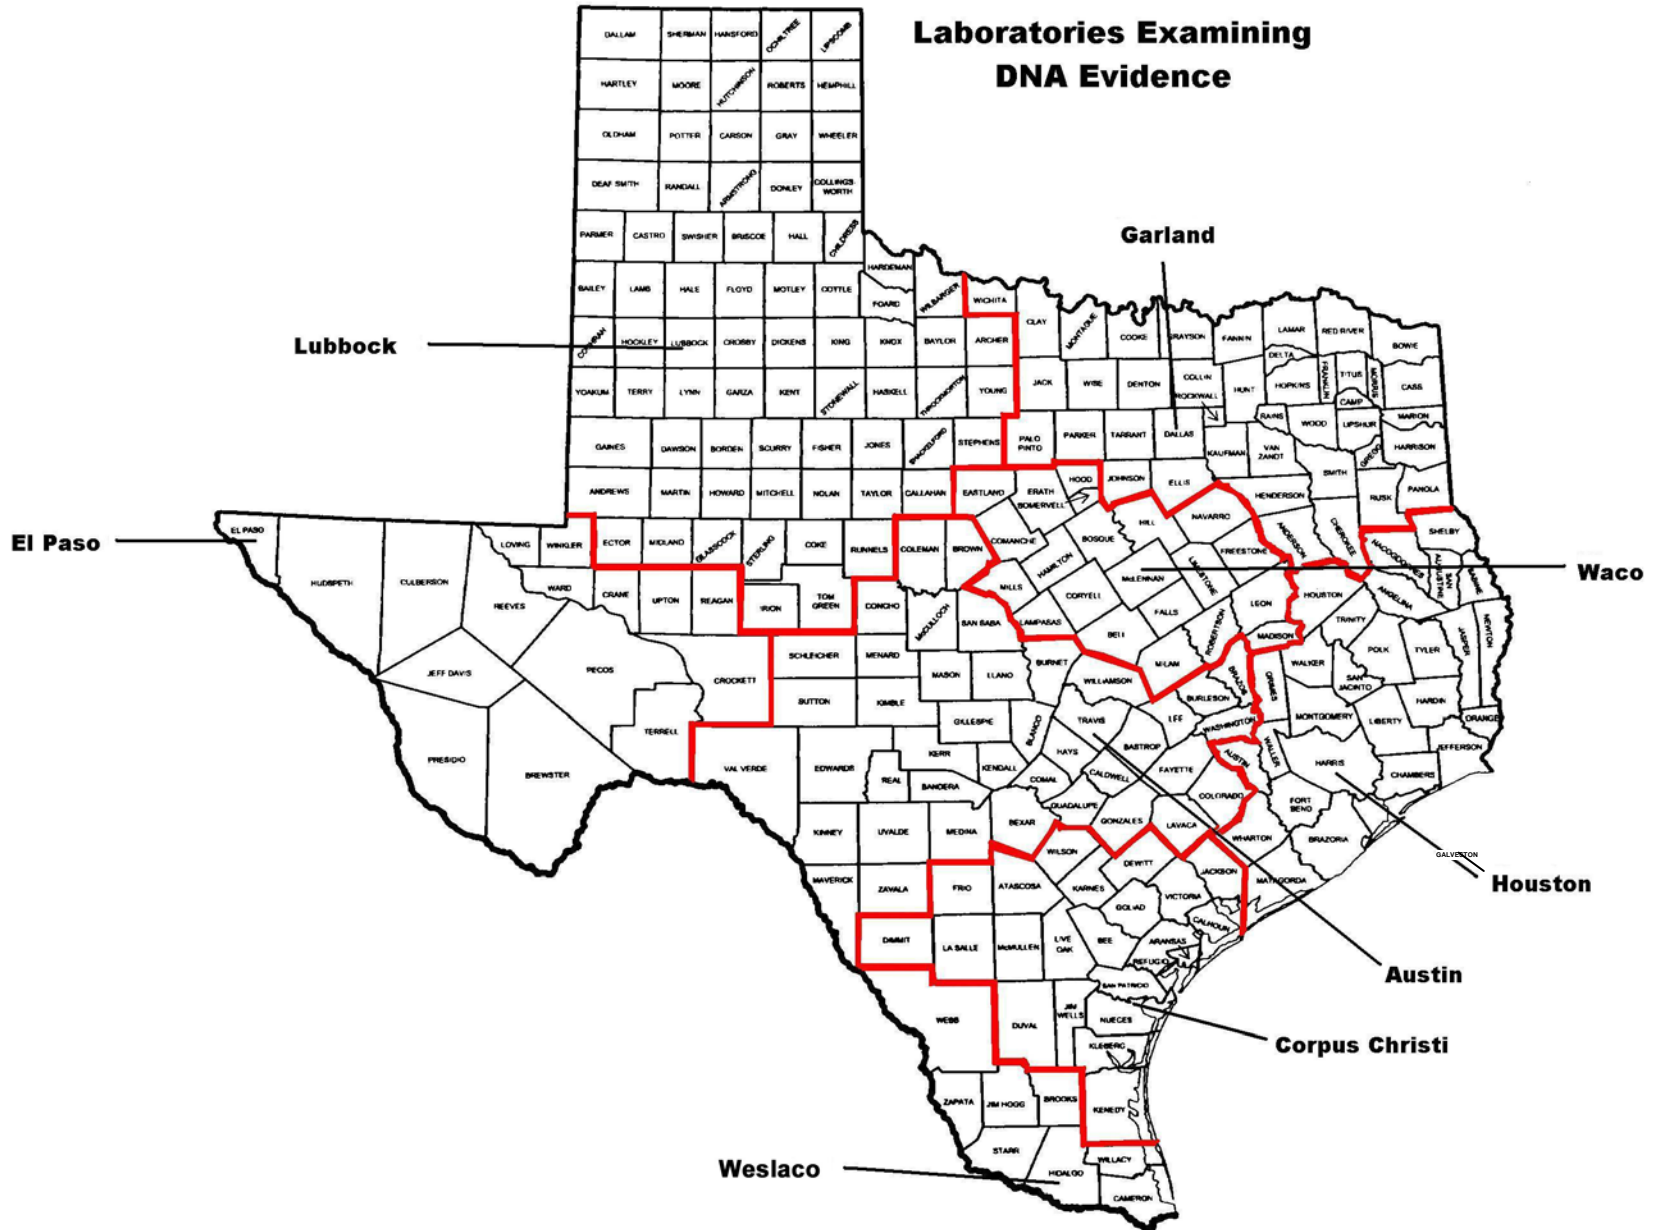 Laboratories Examining
DNA Evidence
DALLAM
SHERMAN
HANSFORD
OCHILTREE
LIPSCOMB
HARTLEY
MOORE
HUTCHINSON
ROBERTS
HEMPHILL
OLDHAM
POTTER
CARSON
GRAY
WHEELER
DEAF SMITH
RANDALL
ARMSTRONG
DONLEY
COLLINGS
WORTH
PARMER
CASTRO
SWISHER
BRISCOE
HALL
CHILDRESS
Garland
HARDEMAN
BAILEY
LAMB
HALE
FLOYD
MOTLEY
COTTLE
FOARD
WILBARGER
WICHITA
CLAY
MONTAGUE
COOKE
GRAYSON
FANNIN
LAMAR
RED RIVER
BOWIE
Lubbock
COCHRAN
HOCKLEY
LUBBOCK
CROSBY
DICKENS
KING
KNOX
BAYLOR
ARCHER
DELTA
YOAKUM
TERRY
LYNN
GARZA
KENT
STONEWALL
HASKELL
THROCKMORTON
YOUNG
JACK
WISE
DENTON
COLLIN
ROCKWALL
HUNT
HOPKINS
FRANKLIN
TITUS
CAMP
MORRIS
CASS
GAINES
DAWSON
BORDEN
SCURRY
FISHER
JONES
SHACKELFORD
STEPHENS
PALO
PINTO
PARKER
TARRANT
DALLAS
KAUFMAN
RAINS
VAN
ZANDT
WOOD
UPSHUR
MARION
GREGG
HARRISON
ANDREWS
MARTIN
HOWARD
MITCHELL
NOLAN
TAYLOR
CALLAHAN
EASTLAND
ERATH
SOMERVELL
HOOD
JOHNSON
ELLIS
HENDERSON
SMITH
RUSK
PANOLA
El Paso
EL PASO
HUDSPETH
CULBERSON
LOVING
WINKLER
ECTOR
MIDLAND
GLASSCOCK
STERLING
COKE
RUNNELS
COLEMAN
BROWN
COMANCHE
BOSQUE
HILL
NAVARRO
FREESTONE
ANDERSON
CHEROKEE
NACOGDOCHES
SHELBY
SAN
AUGUSTINE
SABINE
REEVES
WARD
CRANE
UPTON
REAGAN
IRION
TOM
GREEN
CONCHO
McCULLOCH
SAN SABA
MILLS
HAMILTON
CORYELL
McLENNAN
LIMESTONE
Waco
LAMPASAS
BELL
FALLS
ROBERTSON
LEON
MADISON
HOUSTON
TRINITY
ANGELINA
POLK
TYLER
JASPER
NEWTON
JEFF DAVIS
PECOS
CROCKETT
SCHLEICHER
MENARD
MASON
LLANO
BURNET
WILLIAMSON
MILAM
BRAZOS
GRIMES
WALKER
SAN
JACINTO
HARDIN
ORANGE
PRESIDIO
BREWSTER
TERRELL
SUTTON
KIMBLE
GILLESPIE
BLANCO
TRAVIS
BURLESON
LEE
WASHINGTON
MONTGOMERY
LIBERTY
JEFFERSON
VAL VERDE
EDWARDS
REAL
KERR
BANDERA
KENDALL
HAYS
COMAL
BASTROP
CALDWELL
FAYETTE
AUSTIN
WALLER
HARRIS
CHAMBERS
KINNEY
UVALDE
MEDINA
BEXAR
GUADALUPE
GONZALES
LAVACA
COLORADO
FORT
BEND
WHARTON
BRAZORIA
GALVESTON
Houston
MAVERICK
ZAVALA
FRIO
ATASCOSA
WILSON
KARNES
DEWITT
JACKSON
MATAGORDA
DIMMIT
LA SALLE
McMULLEN
LIVE
OAK
BEE
GOLIAD
VICTORIA
CALHOUN
ARANSAS
REFUGIO
Austin
WEBB
DUVAL
JIM
WELLS
SAN PATRICIO
NUECES
KLEBERG
Corpus Christi
ZAPATA
JIM HOGG
BROOKS
KENEDY
STARR
HIDALGO
WILLACY
CAMERON
Weslaco